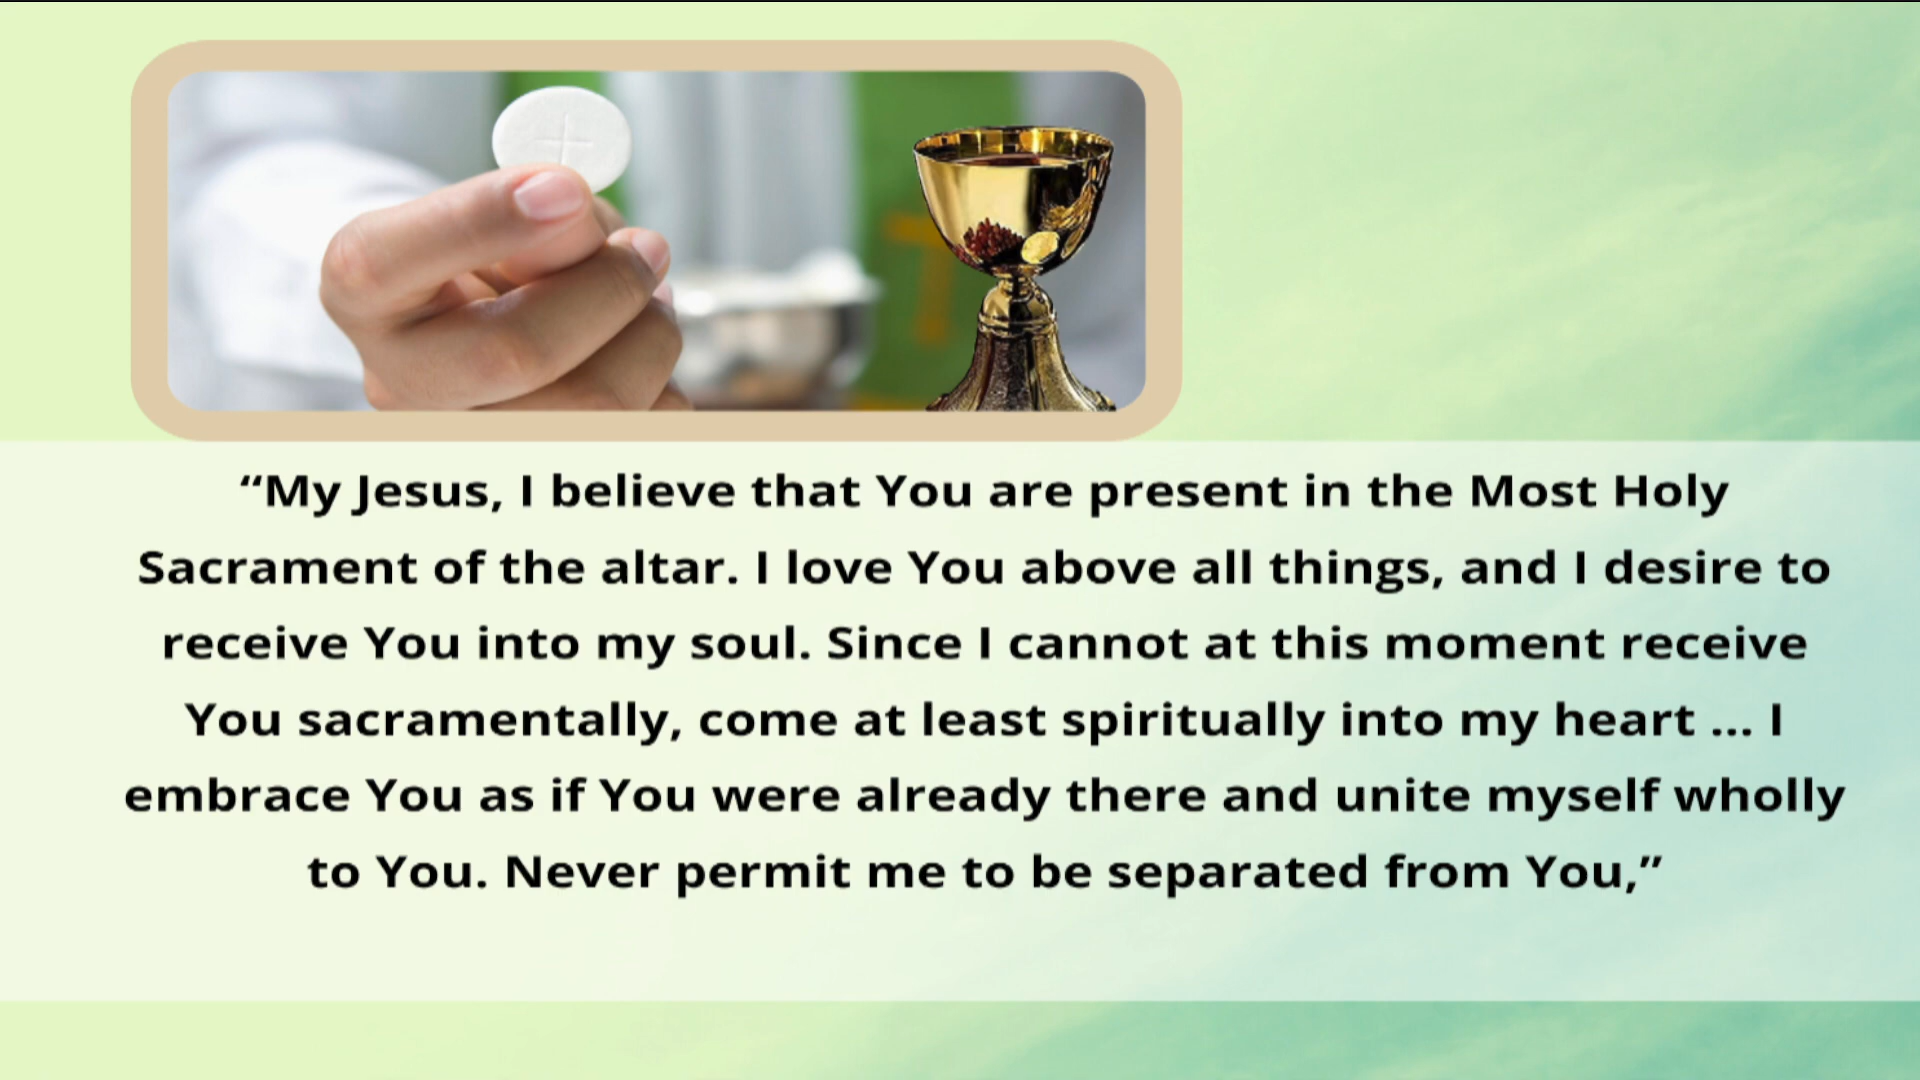 “My Jesus, I believe that You are present in the Most Holy
Sacrament of the altar. I love You above all things, and I desire to
receive You into my soul. Since I cannot at this moment receive
You sacramentally, come at least spiritually into my heart ... I
embrace You as if You were already there and unite myself wholly
to You. Never permit me to be separated from You,”